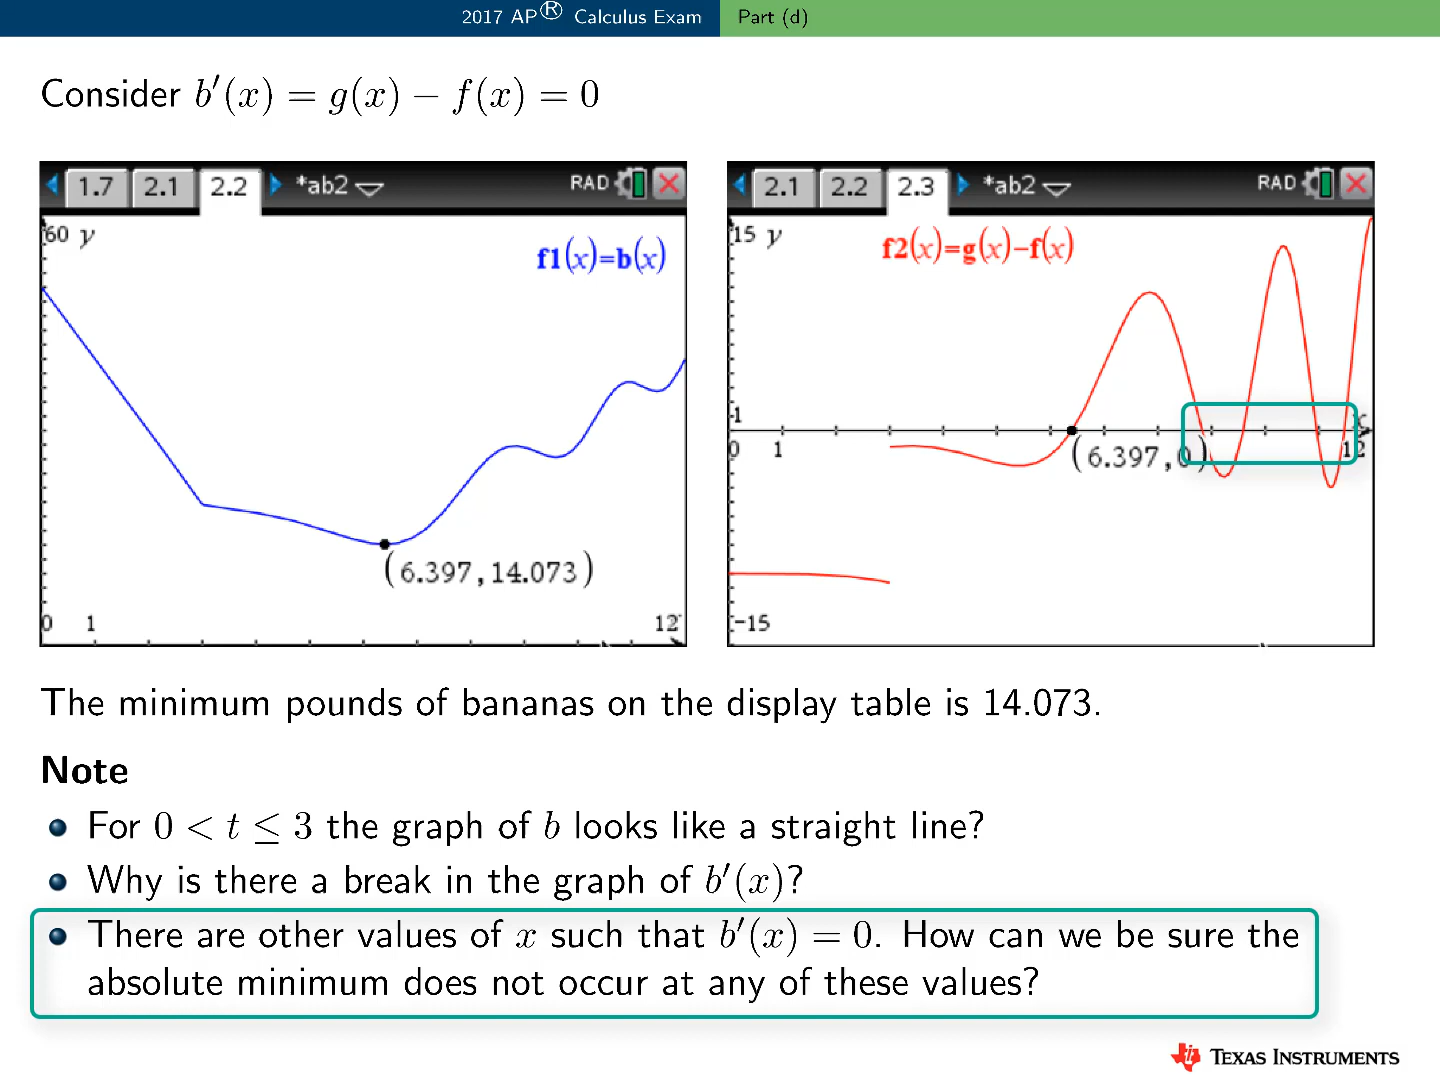 2017 AP® Calculus Exam Part (d)
Consider b′(x) = g(x) − f(x) = 0
1.7 2.1 2.2 *ab2 RAD
60 y
f1(x)=b(x)
(6.397,14.073)
0 1 12
2.1 2.2 2.3 *ab2 RAD
15 y
f2(x)=g(x)−f(x)
1 x
0 1 (6.397,0) 12
-15
The minimum pounds of bananas on the display table is 14.073.
Note
For 0 < t ≤ 3 the graph of b looks like a straight line?
Why is there a break in the graph of b′(x)?
There are other values of x such that b′(x) = 0. How can we be sure the
absolute minimum does not occur at any of these values?
TEXAS INSTRUMENTS